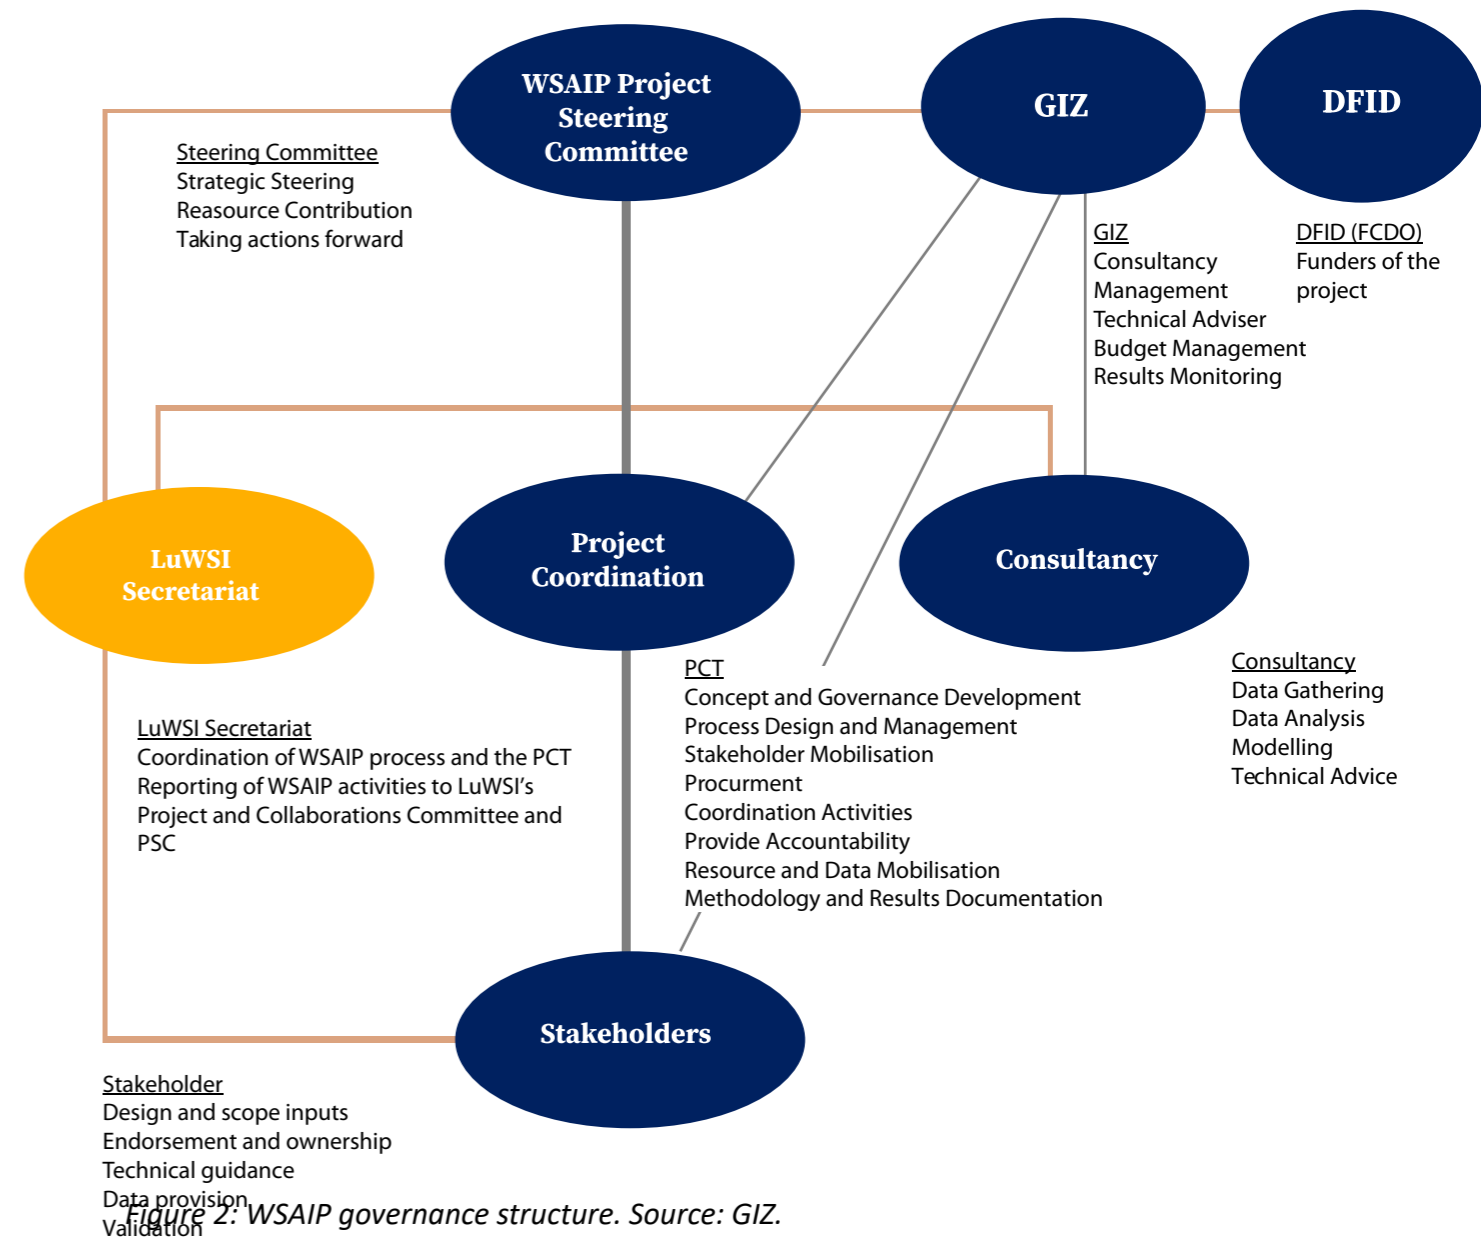 WSAIP Project
Steering
Committee
GIZ
DFID
Steering Committee
Strategic Steering
Reasource Contribution
Taking actions forward
GIZ
Consultancy
Management
Technical Adviser
Budget Management
Results Monitoring
DFID (FCDO)
Funders of the
project
LuWSI
Secretariat
Project
Coordination
Consultancy
LuWSI Secretariat
Coordination of WSAIP process and the PCT
Reporting of WSAIP activities to LuWSI's
Project and Collaborations Committee and
PSC
PCT
Concept and Governance Development
Process Design and Management
Stakeholder Mobilisation
Procurment
Coordination Activities
Provide Accountability
Resource and Data Mobilisation
Methodology and Results Documentation
Consultancy
Data Gathering
Data Analysis
Modelling
Technical Advice
Stakeholders
Stakeholder
Design and scope inputs
Endorsement and ownership
Technical guidance
Data provision
Validation
Figure 2: WSAIP governance structure. Source: GIZ.